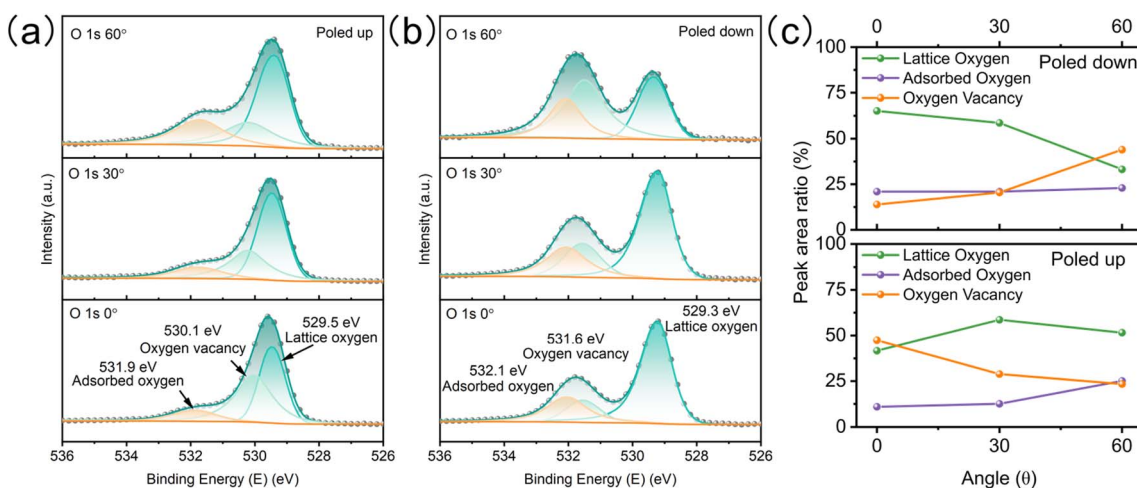 (a)
O 1s 60°
Poled up
O 1s 30°
O 1s 0°
529.5 eV
Lattice oxygen
530.1 eV
Oxygen vacancy
531.9 eV
Adsorbed oxygen
Intensity (a.u.)
536 534 532 530 528 526
Binding Energy (E) (eV)
(b)
O 1s 60°
Poled down
O 1s 30°
O 1s 0°
529.3 eV
Lattice oxygen
531.6 eV
Oxygen vacancy
532.1 eV
Adsorbed oxygen
Intensity (a.u.)
536 534 532 530 528 526
Binding Energy (E) (eV)
(c)
0 30 60
100
75
50
25
0
Lattice Oxygen
Adsorbed Oxygen
Oxygen Vacancy
Poled down
Peak area ratio (%)
100
75
50
25
0
Lattice Oxygen
Adsorbed Oxygen
Oxygen Vacancy
Poled up
0 30 60
Angle (θ)